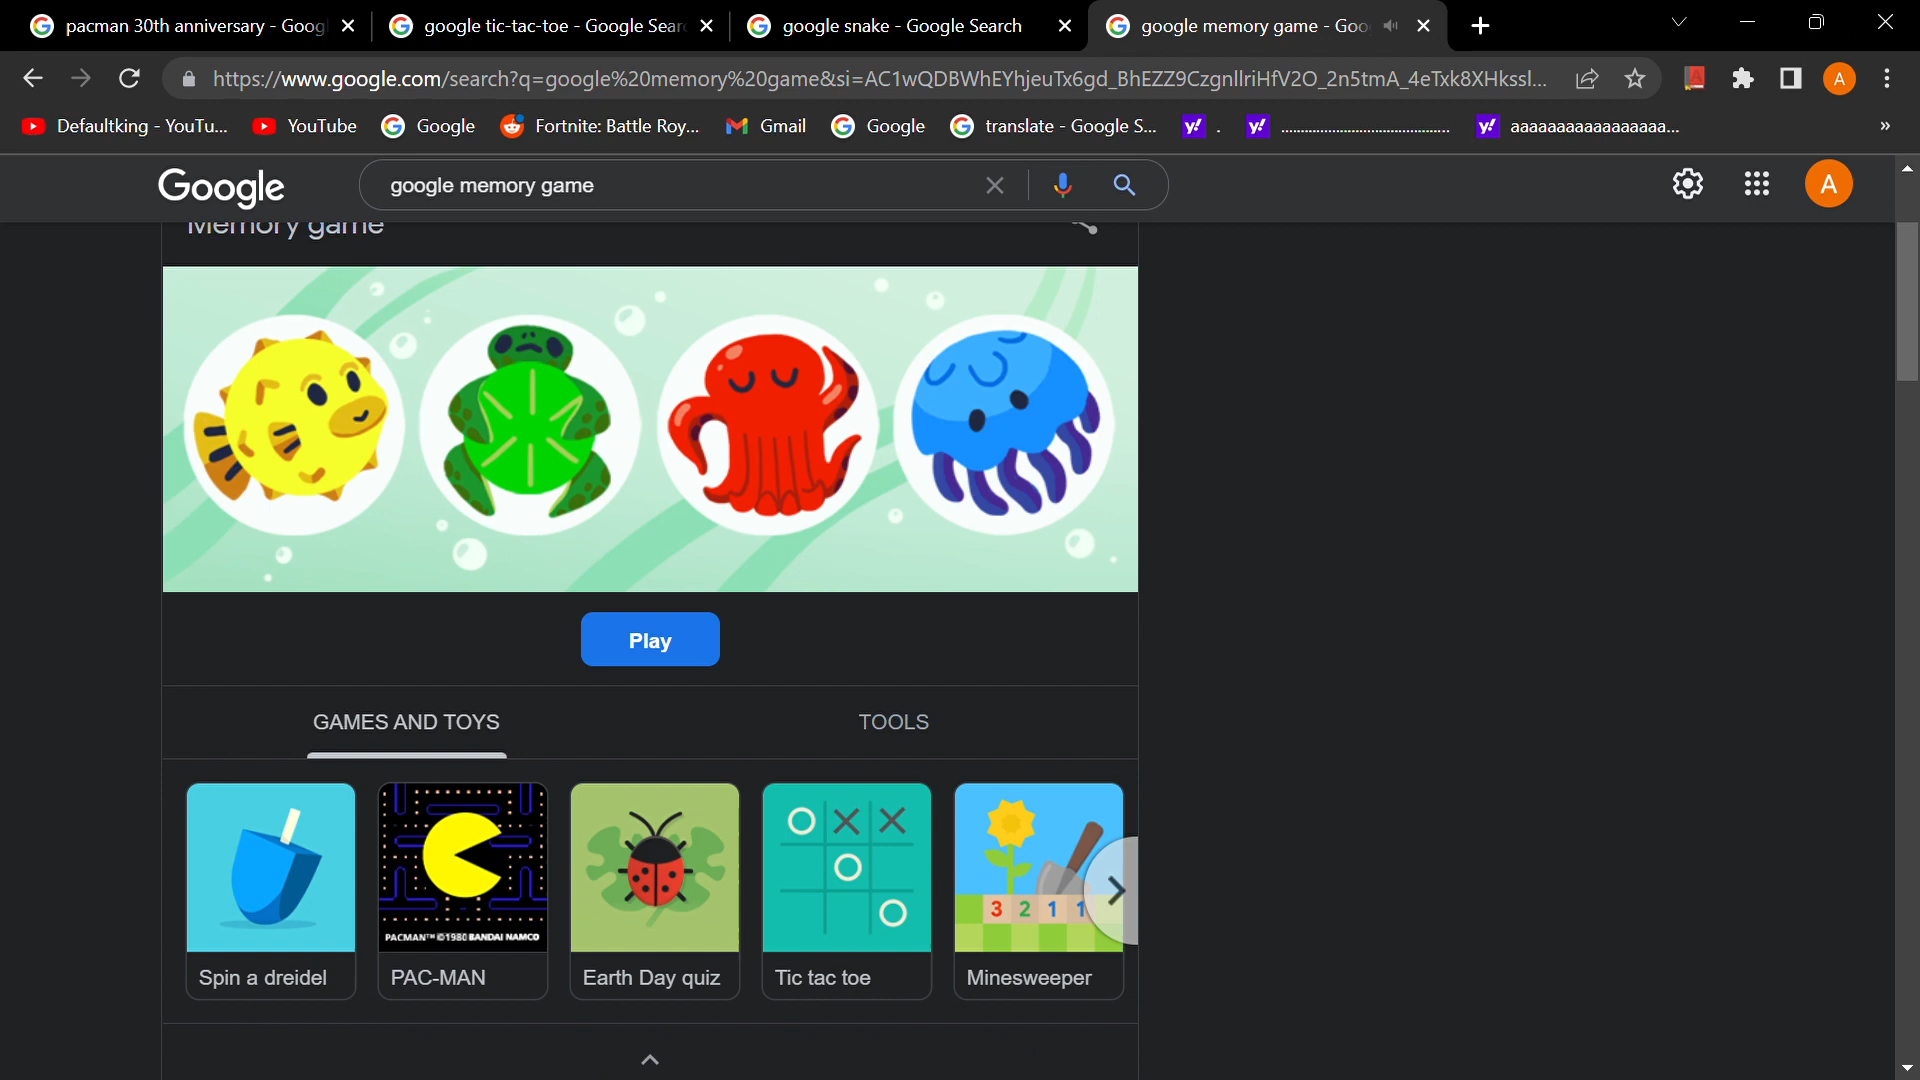 pacman 30th anniversary - Goog
google tic-tac-toe - Google Sear
google snake - Google Search
google memory game - Goo
https://www.google.com/search?q=google%20memory%20game&si=AC1wQDBWhEYhjeuTx6gd_BhEZZ9CzgnllriHfV2O_2n5tmA_4eTxk8XHkssl...
A
Defaultking - YouTu...
YouTube
Google
Fortnite: Battle Roy...
Gmail
Google
translate - Google S...
y! .
y! ..........................................
y! aaaaaaaaaaaaaaaaa...
»
Google
google memory game
A
Memory game
Play
GAMES AND TOYS
TOOLS
3 2 1 1
PACMAN™ ©1980 BANDAI NAMCO
Spin a dreidel
PAC-MAN
Earth Day quiz
Tic tac toe
Minesweeper